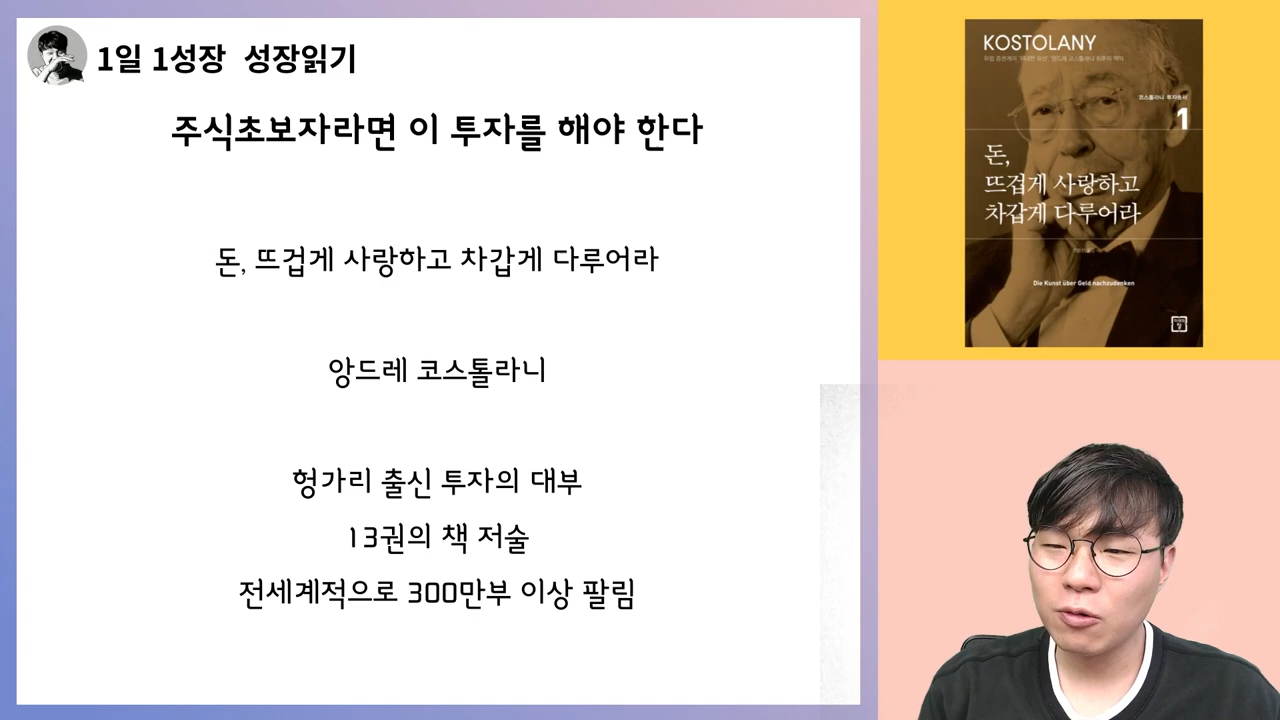 1일 1성장 성장읽기
주식초보자라면 이 투자를 해야 한다
돈, 뜨겁게 사랑하고 차갑게 다루어라
앙드레 코스톨라니
헝가리 출신 투자의 대부
13권의 책 저술
전세계적으로 300만부 이상 팔림
KOSTOLANY
코스톨라니 투자총서
1
돈,
뜨겁게 사랑하고
차갑게 다루어라
Die Kunst über Geld nachzudenken